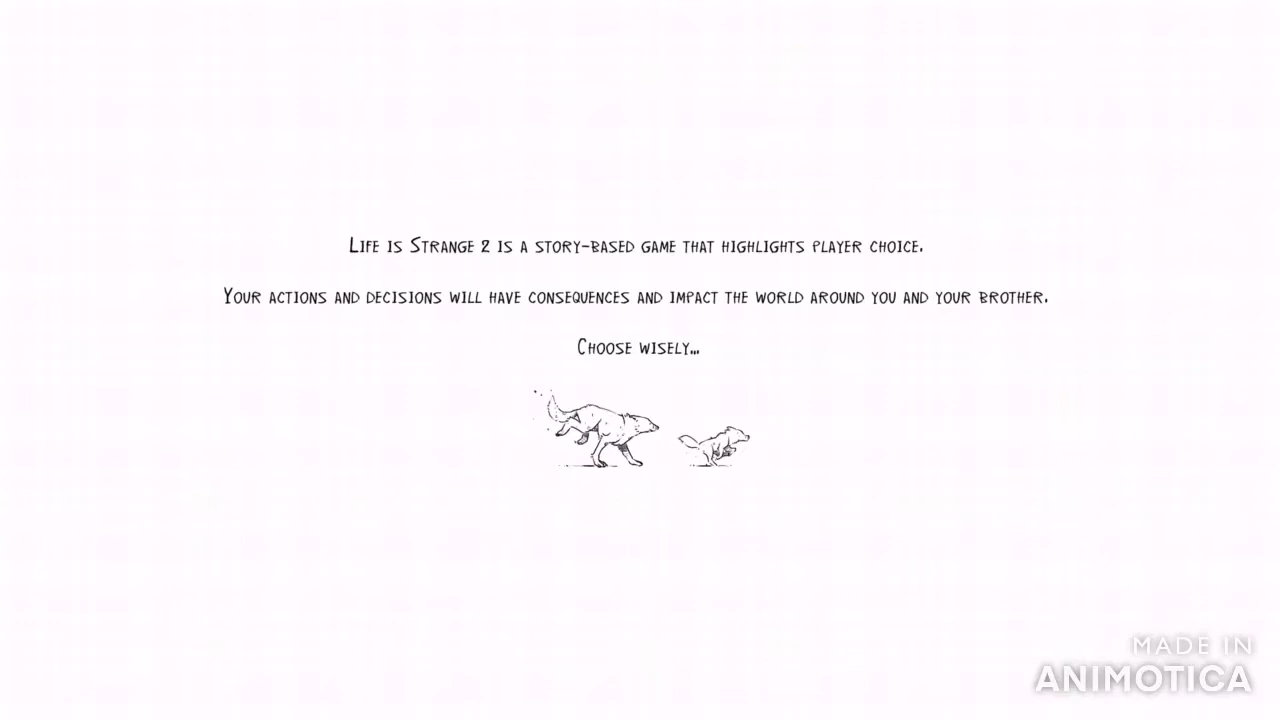 Life is Strange 2 is a story-based game that highlights player choice.
Your actions and decisions will have consequences and impact the world around you and your brother.
Choose wisely...
MADE IN
ANIMOTICA